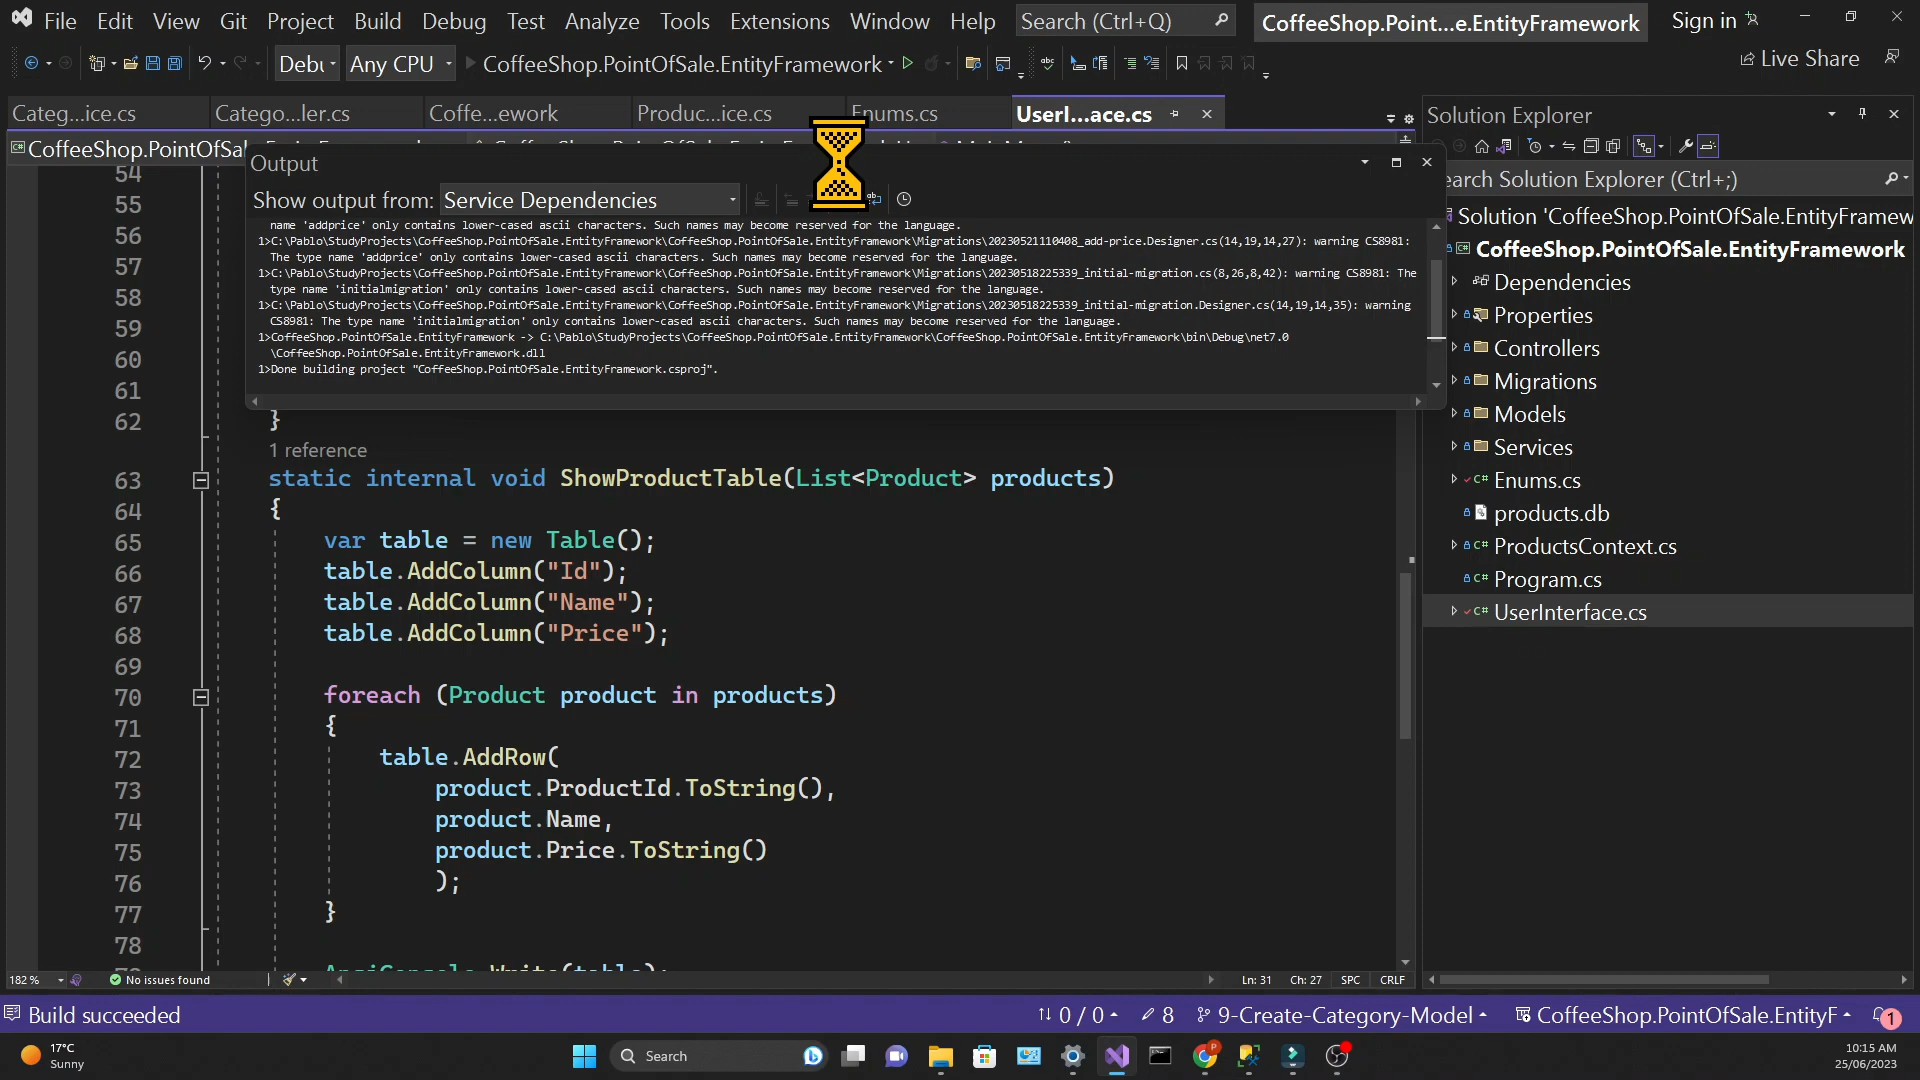 File Edit View Git Project Build Debug Test Analyze Tools Extensions Window Help Search (Ctrl+Q) CoffeeShop.Point...e.EntityFramework Sign in
Debu Any CPU CoffeeShop.PointOfSale.EntityFramework Live Share
Categ...ice.cs Catego...ler.cs Coffe...ework Produc...ice.cs Enums.cs UserI...ace.cs
Solution Explorer
CoffeeShop.PointOfSal
Output
Show output from: Service Dependencies
name 'addprice' only contains lower-cased ascii characters. Such names may become reserved for the language.
1>C:\Pablo\StudyProjects\CoffeeShop.PointOfSale.EntityFramework\CoffeeShop.PointOfSale.EntityFramework\Migrations\20230521110408_add-price.Designer.cs(14,19,14,27): warning CS8981:
The type name 'addprice' only contains lower-cased ascii characters. Such names may become reserved for the language.
1>C:\Pablo\StudyProjects\CoffeeShop.PointOfSale.EntityFramework\CoffeeShop.PointOfSale.EntityFramework\Migrations\20230518225339_initial-migration.cs(8,26,8,42): warning CS8981: The
type name 'initialmigration' only contains lower-cased ascii characters. Such names may become reserved for the language.
1>C:\Pablo\StudyProjects\CoffeeShop.PointOfSale.EntityFramework\CoffeeShop.PointOfSale.EntityFramework\Migrations\20230518225339_initial-migration.Designer.cs(14,19,14,35): warning
CS8981: The type name 'initialmigration' only contains lower-cased ascii characters. Such names may become reserved for the language.
1>CoffeeShop.PointOfSale.EntityFramework -> C:\Pablo\StudyProjects\CoffeeShop.PointOfSale.EntityFramework\CoffeeShop.PointOfSale.EntityFramework\bin\Debug\net7.0
\CoffeeShop.PointOfSale.EntityFramework.dll
1>Done building project "CoffeeShop.PointOfSale.EntityFramework.csproj".
54
55
56
57
58
59
60
61
62 }
1 reference
63 static internal void ShowProductTable(List<Product> products)
64 {
65 var table = new Table();
66 table.AddColumn("Id");
67 table.AddColumn("Name");
68 table.AddColumn("Price");
69
70 foreach (Product product in products)
71 {
72 table.AddRow(
73 product.ProductId.ToString(),
74 product.Name,
75 product.Price.ToString()
76 );
77 }
78
AnsiConsole.Write(table);
earch Solution Explorer (Ctrl+;)
Solution 'CoffeeShop.PointOfSale.EntityFramew
CoffeeShop.PointOfSale.EntityFramework
Dependencies
Properties
Controllers
Migrations
Models
Services
Enums.cs
products.db
ProductsContext.cs
Program.cs
UserInterface.cs
182 % No issues found Ln: 31 Ch: 27 SPC CRLF
Build succeeded 0 / 0 8 9-Create-Category-Model CoffeeShop.PointOfSale.EntityF 1
17°C
Sunny
Search
10:15 AM
25/06/2023